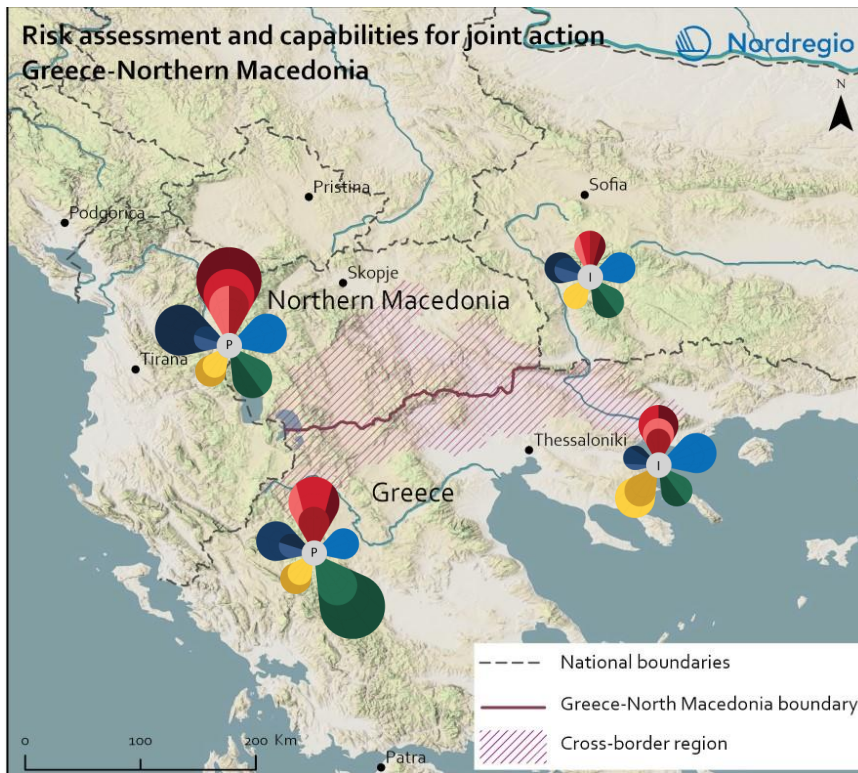 Risk assessment and capabilities for joint action
Greece-Northern Macedonia
Nordregio
N
Pristina
Sofia
Podgorica
Skopje
Northern Macedonia
I
P
Tirana
Thessaloniki
I
Greece
P
National boundaries
Greece-North Macedonia boundary
Cross-border region
0 100 200 Km
Patra